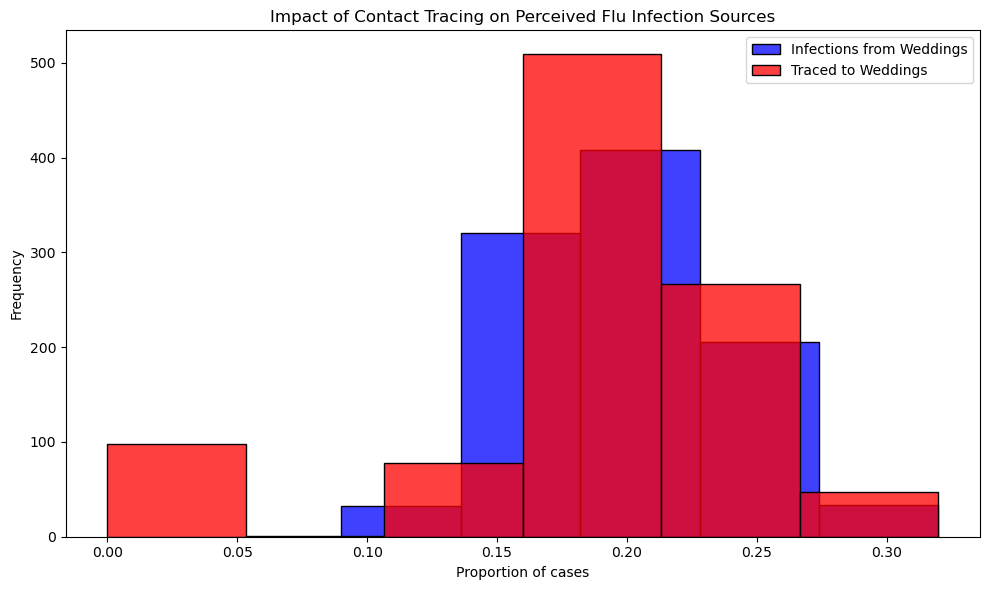 Impact of Contact Tracing on Perceived Flu Infection Sources
Infections from Weddings
Traced to Weddings
500
400
300
200
100
0
Frequency
0.00 0.05 0.10 0.15 0.20 0.25 0.30
Proportion of cases